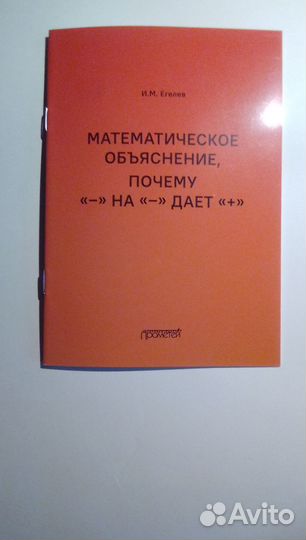 И.М. Егелев
МАТЕМАТИЧЕСКОЕ
ОБЪЯСНЕНИЕ,
ПОЧЕМУ
«–» НА «–» ДАЕТ «+»
Прометей
Avito